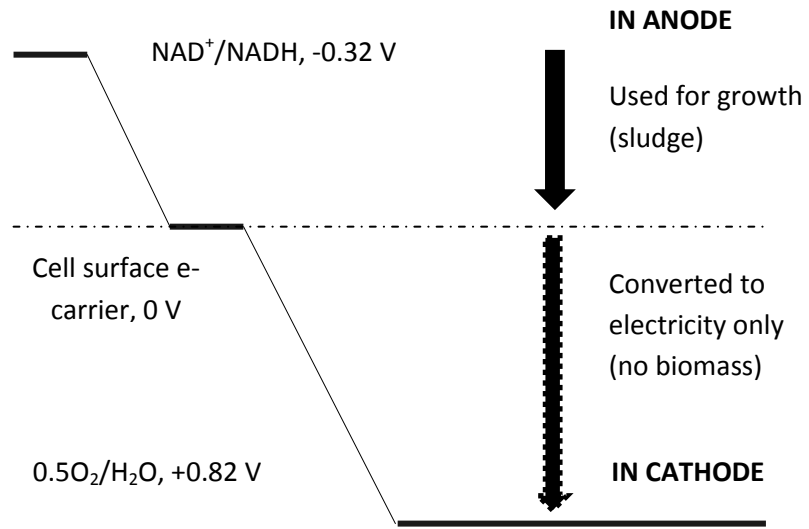 IN ANODE
NAD⁺/NADH, -0.32 V
Used for growth
(sludge)
Cell surface e-
carrier, 0 V
Converted to
electricity only
(no biomass)
0.5O₂/H₂O, +0.82 V
IN CATHODE